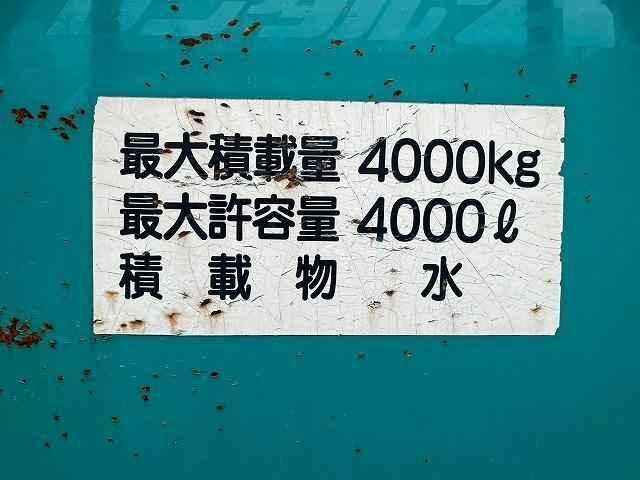 最大積載量 4000kg
最大許容量 4000ℓ
積載物 水